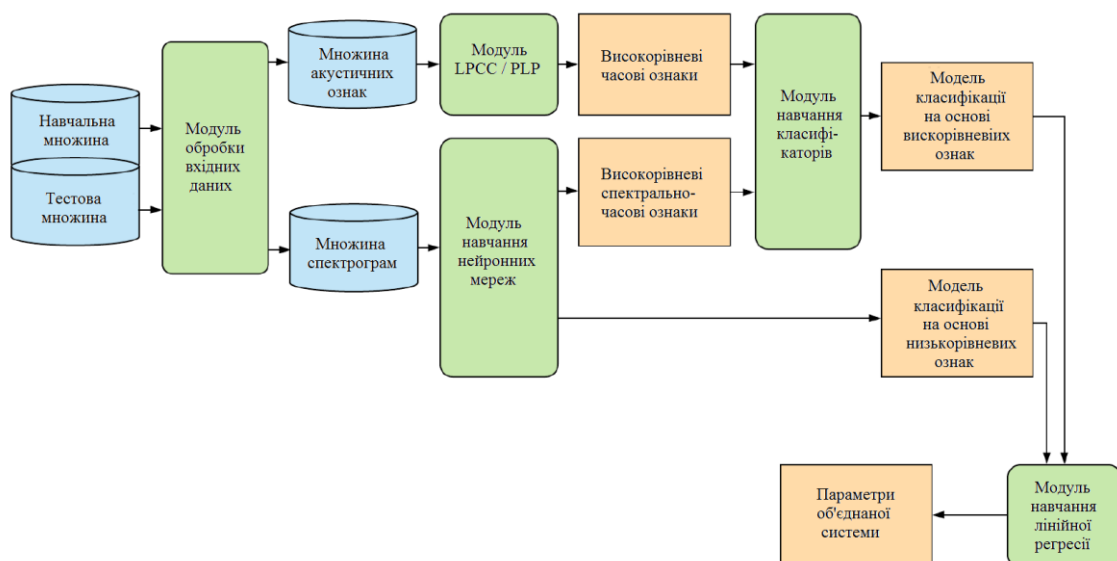 Навчальна
множина
Тестова
множина
Модуль
обробки
вхідних
даних
Множина
акустичних
ознак
Множина
спектрограм
Модуль
LPCC / PLP
Модуль
навчання
нейронних
мереж
Високорівневі
часові ознаки
Високорівневі
спектрально-
часові ознаки
Модуль
навчання
класифі-
каторів
Модель
класифікації
на основі
вискорівневіих
ознак
Модель
класифікації
на основі
низькорівневих
ознак
Параметри
об'єднаної
системи
Модуль
навчання
лінійної
регресії